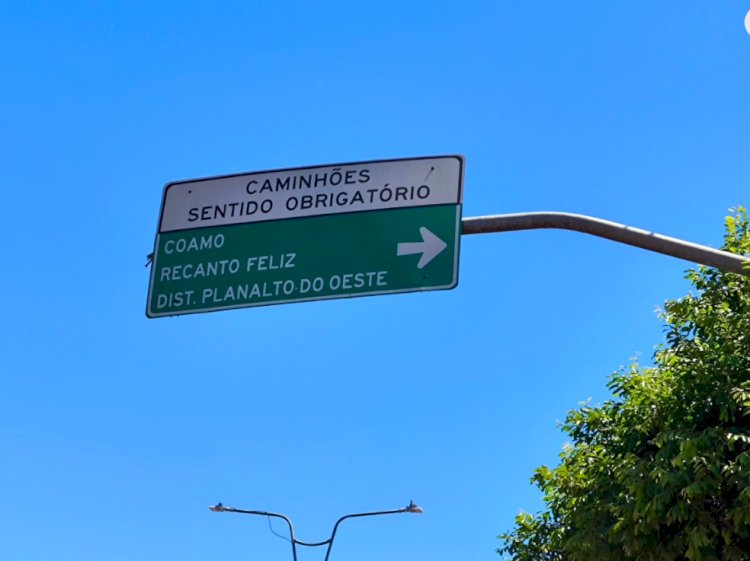 CAMINHÕES
SENTIDO OBRIGATÓRIO
COAMO
RECANTO FELIZ
DIST. PLANALTO DO OESTE